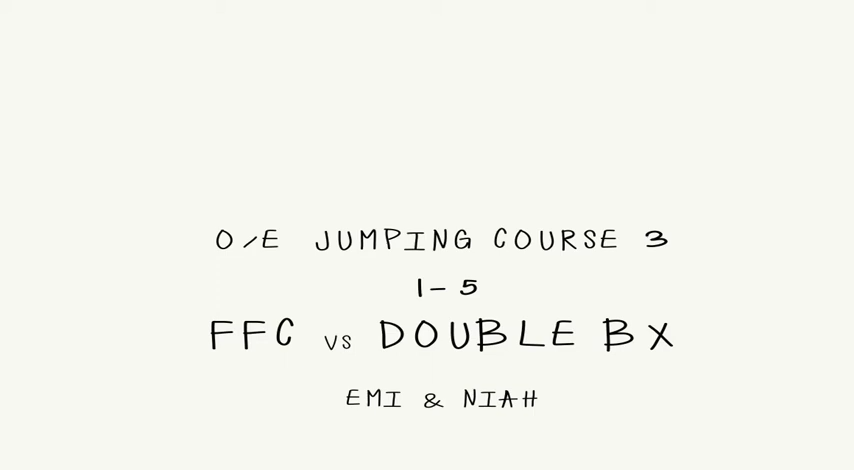 O/E JUMPING COURSE 3
1-5
FFC VS DOUBLE BX
EMI & NIAH